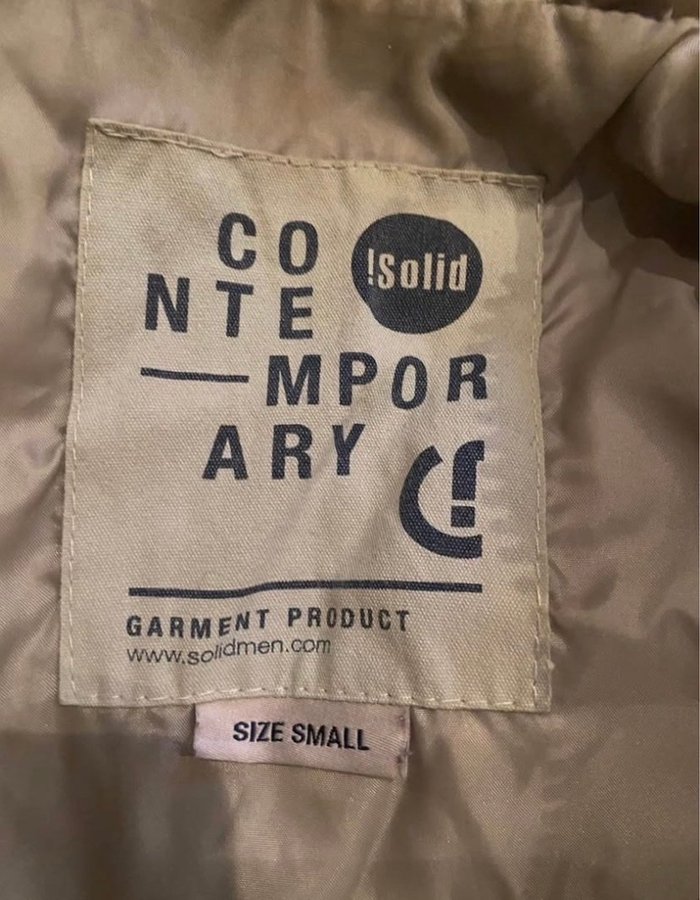 CO
!Solid
NTE
—MPOR
ARY
GARMENT PRODUCT
www.solidmen.com
SIZE SMALL